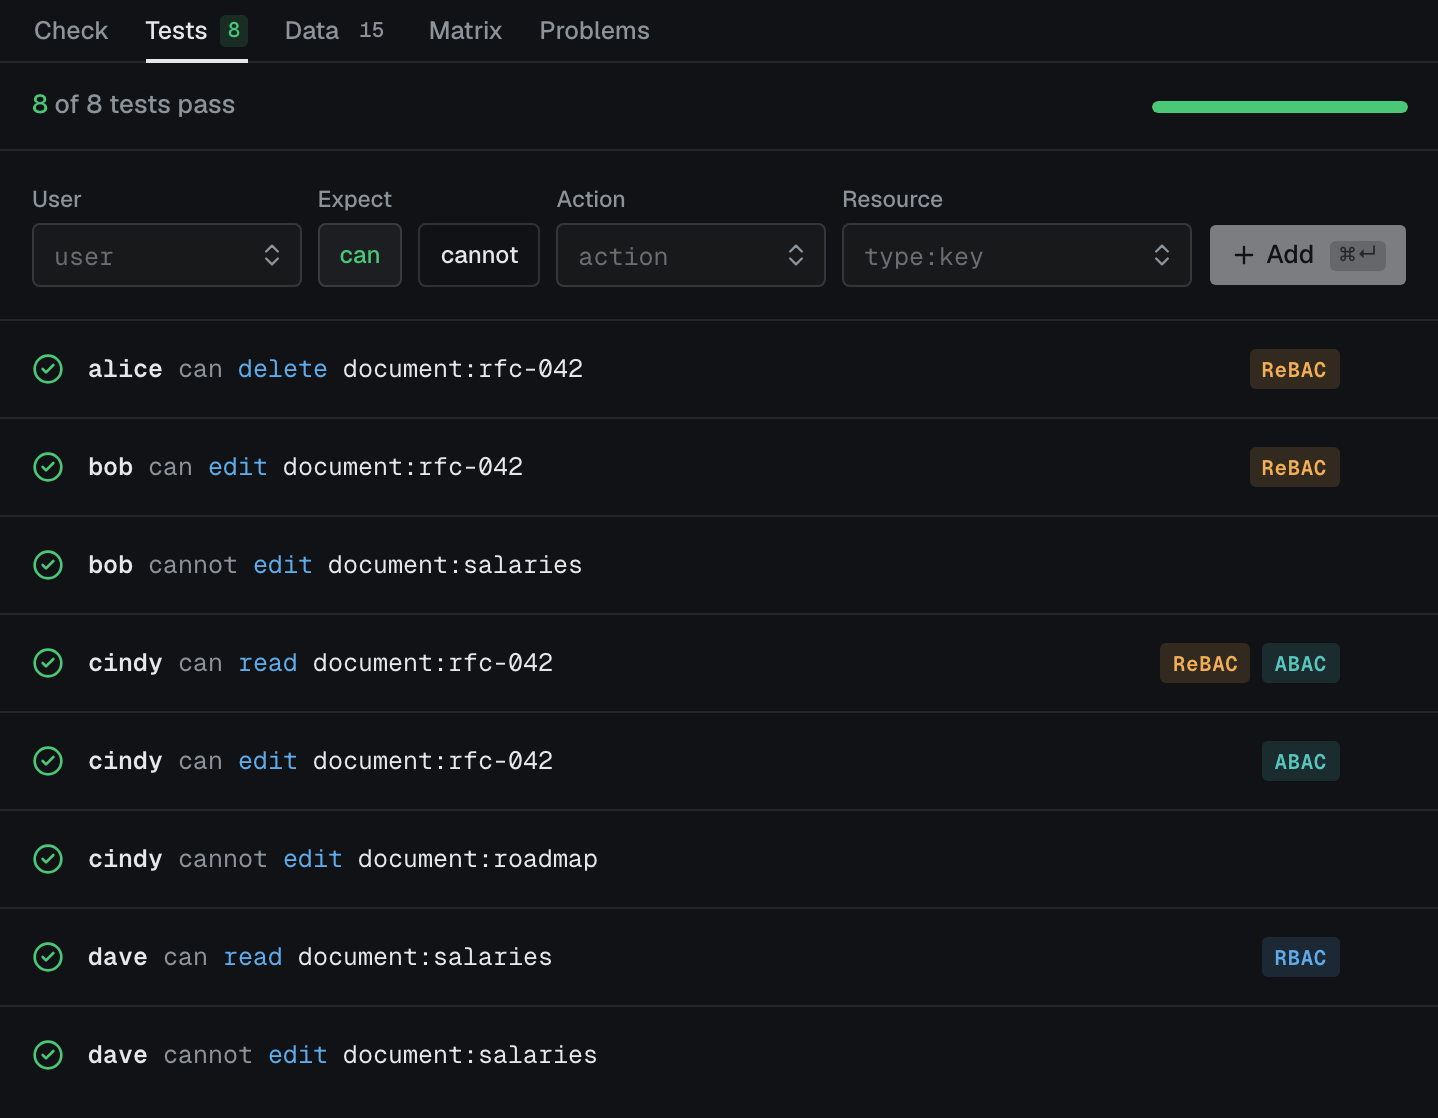 Check Tests 8 Data 15 Matrix Problems
8 of 8 tests pass
User Expect Action Resource
user can cannot action type:key + Add ⌘↵
alice can delete document:rfc-042 ReBAC
bob can edit document:rfc-042 ReBAC
bob cannot edit document:salaries
cindy can read document:rfc-042 ReBAC ABAC
cindy can edit document:rfc-042 ABAC
cindy cannot edit document:roadmap
dave can read document:salaries RBAC
dave cannot edit document:salaries